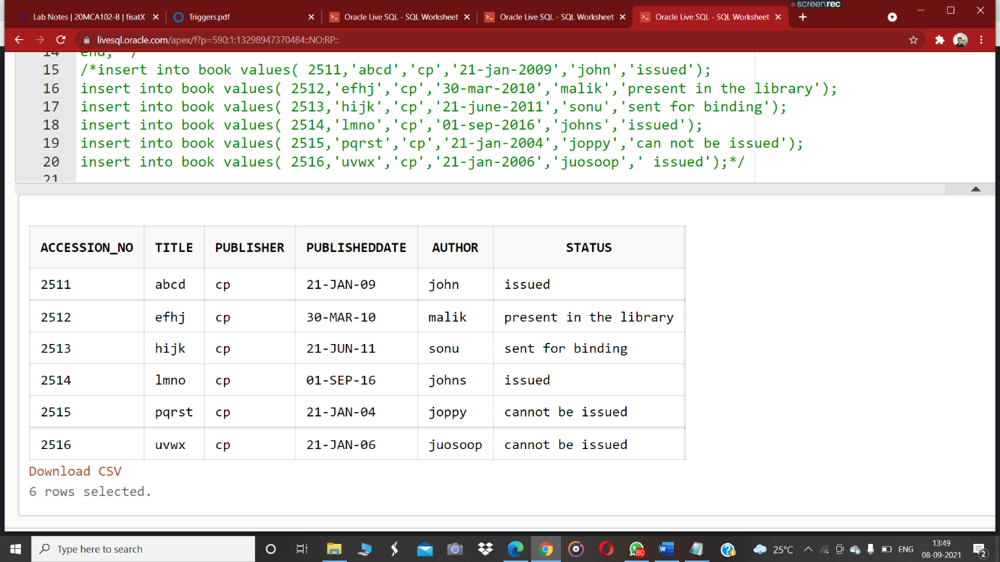 screenrec
Lab Notes | 20MCA102-B | fisatX
Triggers.pdf
Oracle Live SQL - SQL Worksheet
Oracle Live SQL - SQL Worksheet
Oracle Live SQL - SQL Worksheet
livesql.oracle.com/apex/f?p=590:1:13298947370484::NO:RP::
14 end; /
15 /*insert into book values( 2511,'abcd','cp','21-jan-2009','john','issued');
16 insert into book values( 2512,'efhj','cp','30-mar-2010','malik','present in the library');
17 insert into book values( 2513,'hijk','cp','21-june-2011','sonu','sent for binding');
18 insert into book values( 2514,'lmno','cp','01-sep-2016','johns','issued');
19 insert into book values( 2515,'pqrst','cp','21-jan-2004','joppy','can not be issued');
20 insert into book values( 2516,'uvwx','cp','21-jan-2006','juosoop',' issued');*/
21
ACCESSION_NO TITLE PUBLISHER PUBLISHEDDATE AUTHOR STATUS
2511 abcd cp 21-JAN-09 john issued
2512 efhj cp 30-MAR-10 malik present in the library
2513 hijk cp 21-JUN-11 sonu sent for binding
2514 lmno cp 01-SEP-16 johns issued
2515 pqrst cp 21-JAN-04 joppy cannot be issued
2516 uvwx cp 21-JAN-06 juosoop cannot be issued
Download CSV
6 rows selected.
Type here to search
80
25°C
ENG
13:49
08-09-2021
2